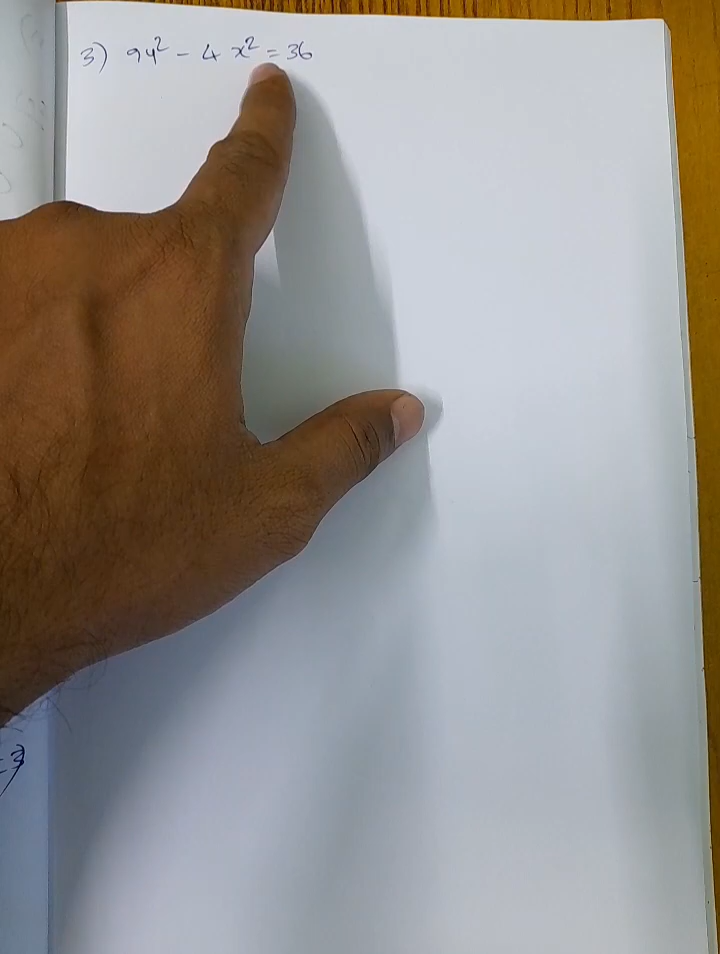 3) 9y² - 4x² = 36